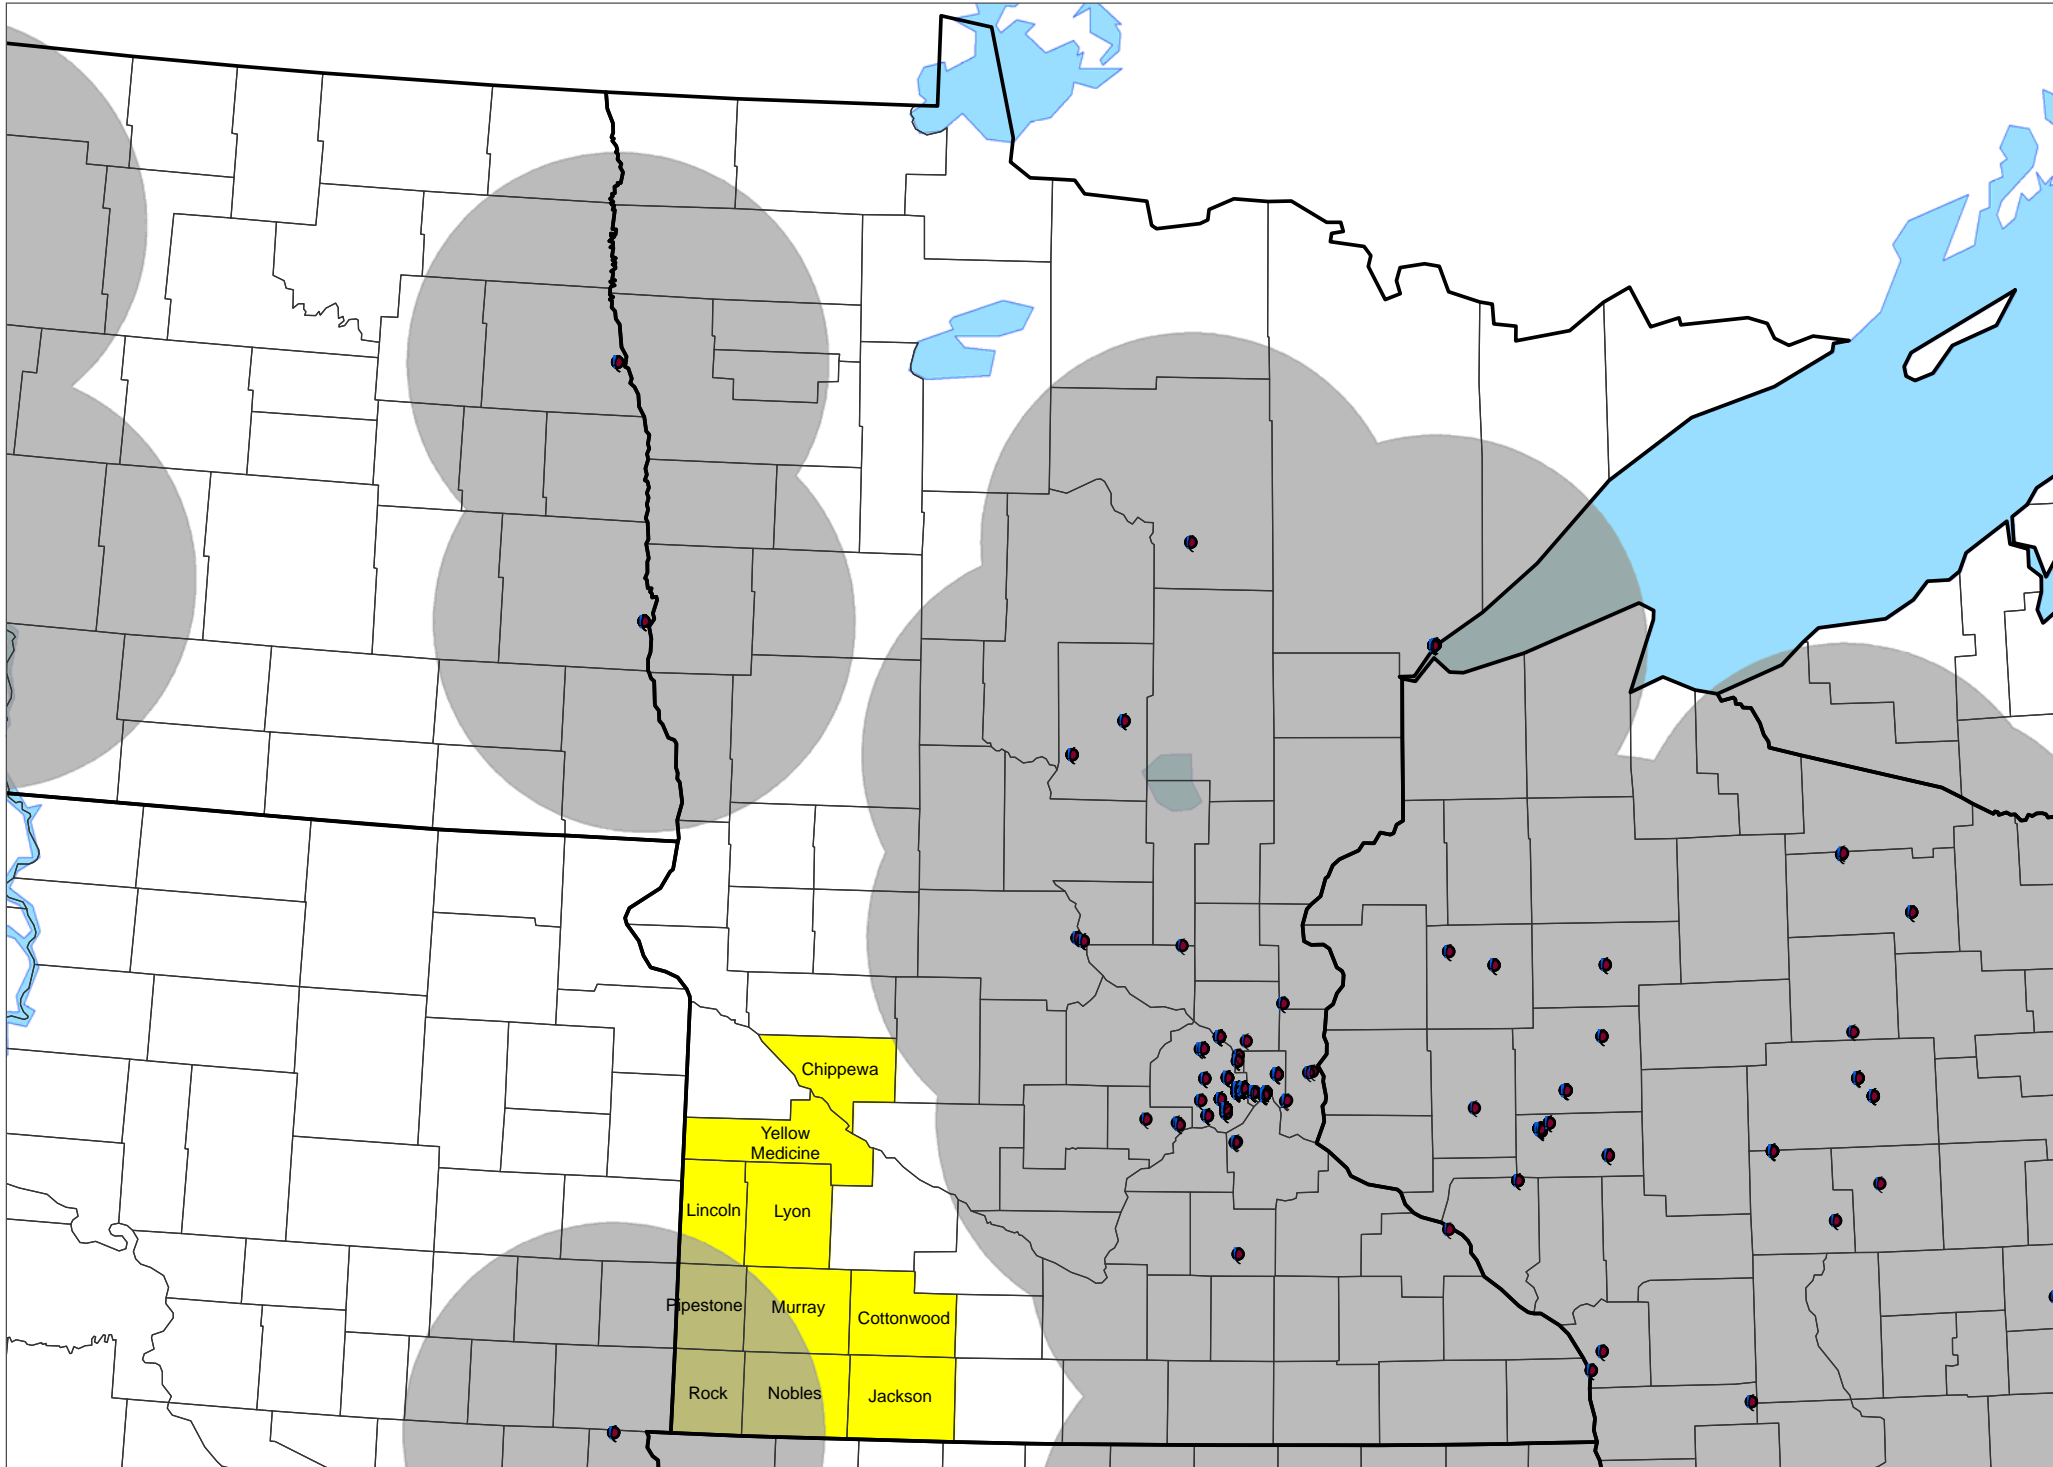 Chippewa
Yellow
Medicine
Lincoln
Lyon
Pipestone
Murray
Cottonwood
Rock
Nobles
Jackson